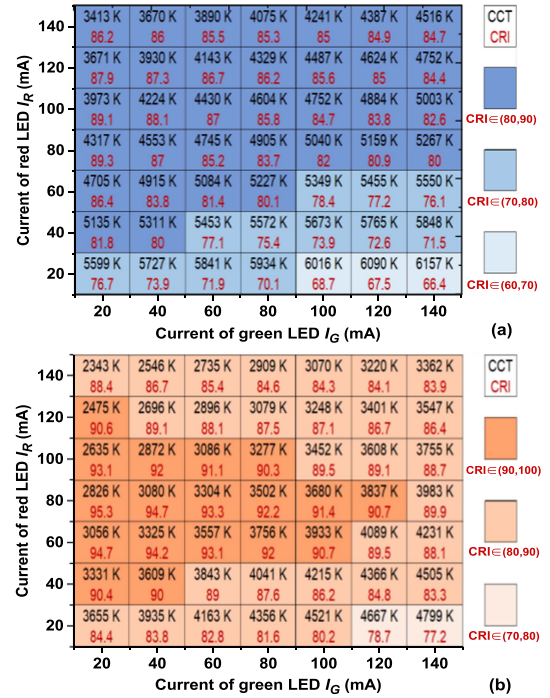 3413 K 3670 K 3890 K 4075 K 4241 K 4387 K 4516 K
86.2 86 85.5 85.3 85 84.9 84.7
3671 K 3930 K 4143 K 4329 K 4487 K 4624 K 4752 K
87.9 87.3 86.7 86.2 85.6 85 84.4
3973 K 4224 K 4430 K 4604 K 4752 K 4884 K 5003 K
89.1 88.1 87 85.8 84.7 83.8 82.6
4317 K 4553 K 4745 K 4905 K 5040 K 5159 K 5267 K
89.3 87 85.2 83.7 82 80.9 80
4705 K 4915 K 5084 K 5227 K 5349 K 5455 K 5550 K
86.4 83.8 81.4 80.1 78.4 77.2 76.1
5135 K 5311 K 5453 K 5572 K 5673 K 5765 K 5848 K
81.8 80 77.1 75.4 73.9 72.6 71.5
5599 K 5727 K 5841 K 5934 K 6016 K 6090 K 6157 K
76.7 73.9 71.9 70.1 68.7 67.5 66.4
140
120
100
80
60
40
20
Current of red LED I_R (mA)
20 40 60 80 100 120 140
Current of green LED I_G (mA)
CCT
CRI
CRI∈(80,90)
CRI∈(70,80)
CRI∈(60,70)
(a)
2343 K 2546 K 2735 K 2909 K 3070 K 3220 K 3362 K
88.4 86.7 85.4 84.6 84.3 84.1 83.9
2475 K 2696 K 2896 K 3079 K 3248 K 3401 K 3547 K
90.6 89.1 88.1 87.5 87.1 86.7 86.4
2635 K 2872 K 3086 K 3277 K 3452 K 3608 K 3755 K
93.1 92 91.1 90.3 89.5 89.1 88.7
2826 K 3080 K 3304 K 3502 K 3680 K 3837 K 3983 K
95.3 94.7 93.3 92.2 91.4 90.7 89.9
3056 K 3325 K 3557 K 3756 K 3933 K 4089 K 4231 K
94.7 94.2 93.1 92 90.7 89.5 88.1
3331 K 3609 K 3843 K 4041 K 4215 K 4366 K 4505 K
90.4 90 89 87.6 86.2 84.8 83.3
3655 K 3935 K 4163 K 4356 K 4521 K 4667 K 4799 K
84.4 83.8 82.8 81.6 80.2 78.7 77.2
140
120
100
80
60
40
20
Current of red LED I_R (mA)
20 40 60 80 100 120 140
Current of green LED I_G (mA)
CCT
CRI
CRI∈(90,100)
CRI∈(80,90)
CRI∈(70,80)
(b)